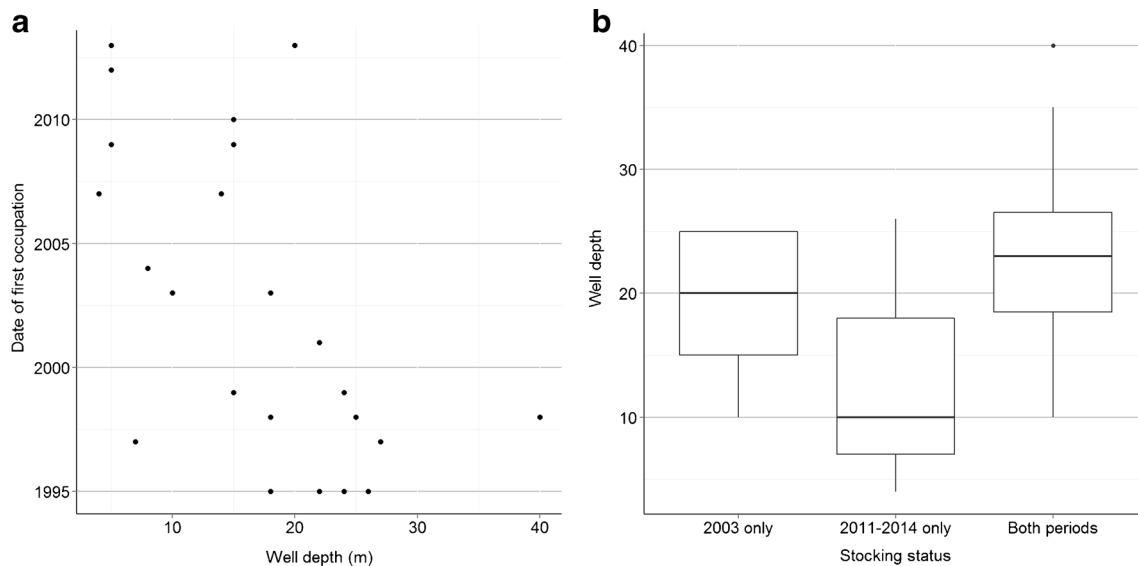 a
Date of first occupation
2010
2005
2000
1995
10 20 30 40
Well depth (m)
b
Well depth
40
30
20
10
2003 only 2011-2014 only Both periods
Stocking status